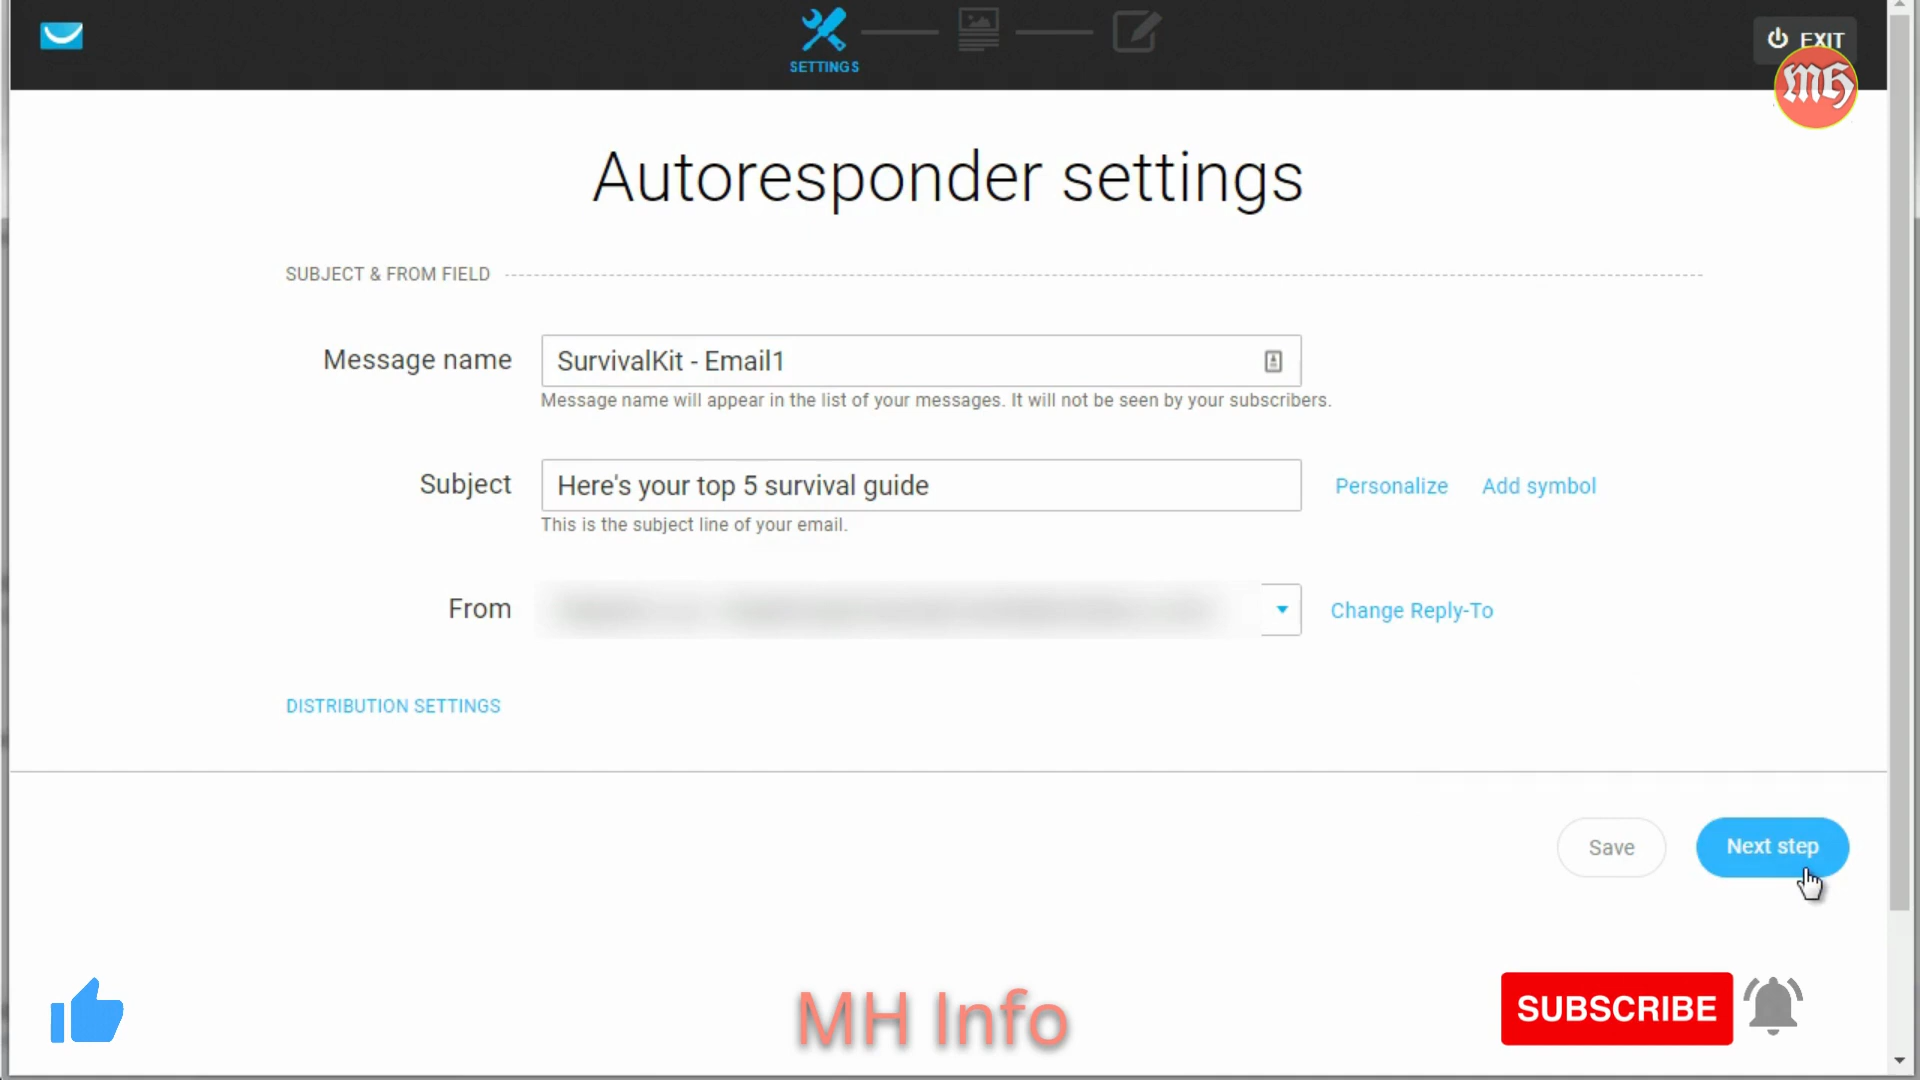 SETTINGS
EXIT
MH
Autoresponder settings
SUBJECT & FROM FIELD
Message name
SurvivalKit - Email1
Message name will appear in the list of your messages. It will not be seen by your subscribers.
Subject
Here's your top 5 survival guide
Personalize
Add symbol
This is the subject line of your email.
From
Change Reply-To
DISTRIBUTION SETTINGS
Save
Next step
MH Info
SUBSCRIBE